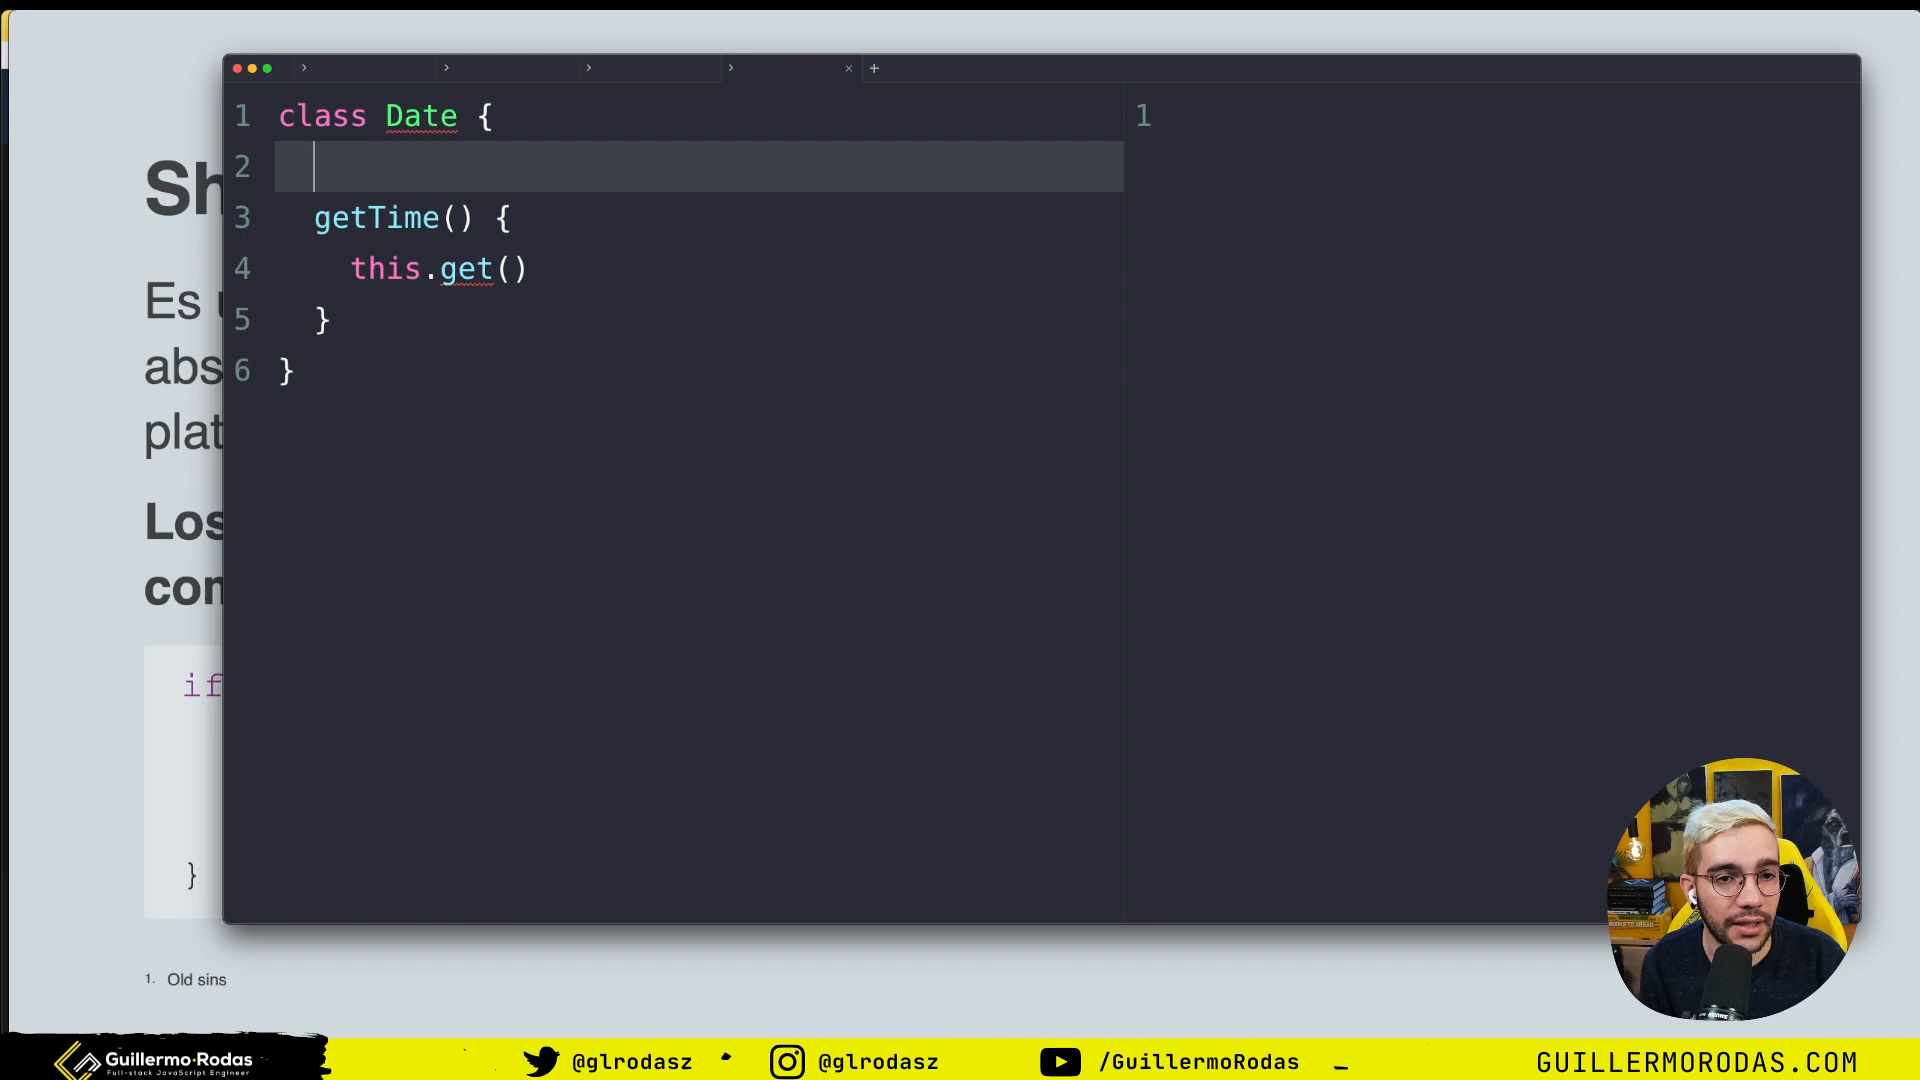 Sh
Es
abs
plat
Los
con
if
}
1. Old sins
1 class Date {
2
3 getTime() {
4 this.get()
5 }
6 }
1
Guillermo·Rodas
Full-stack JavaScript Engineer
@glrodasz
@glrodasz
/GuillermoRodas
GUILLERMORODAS.COM